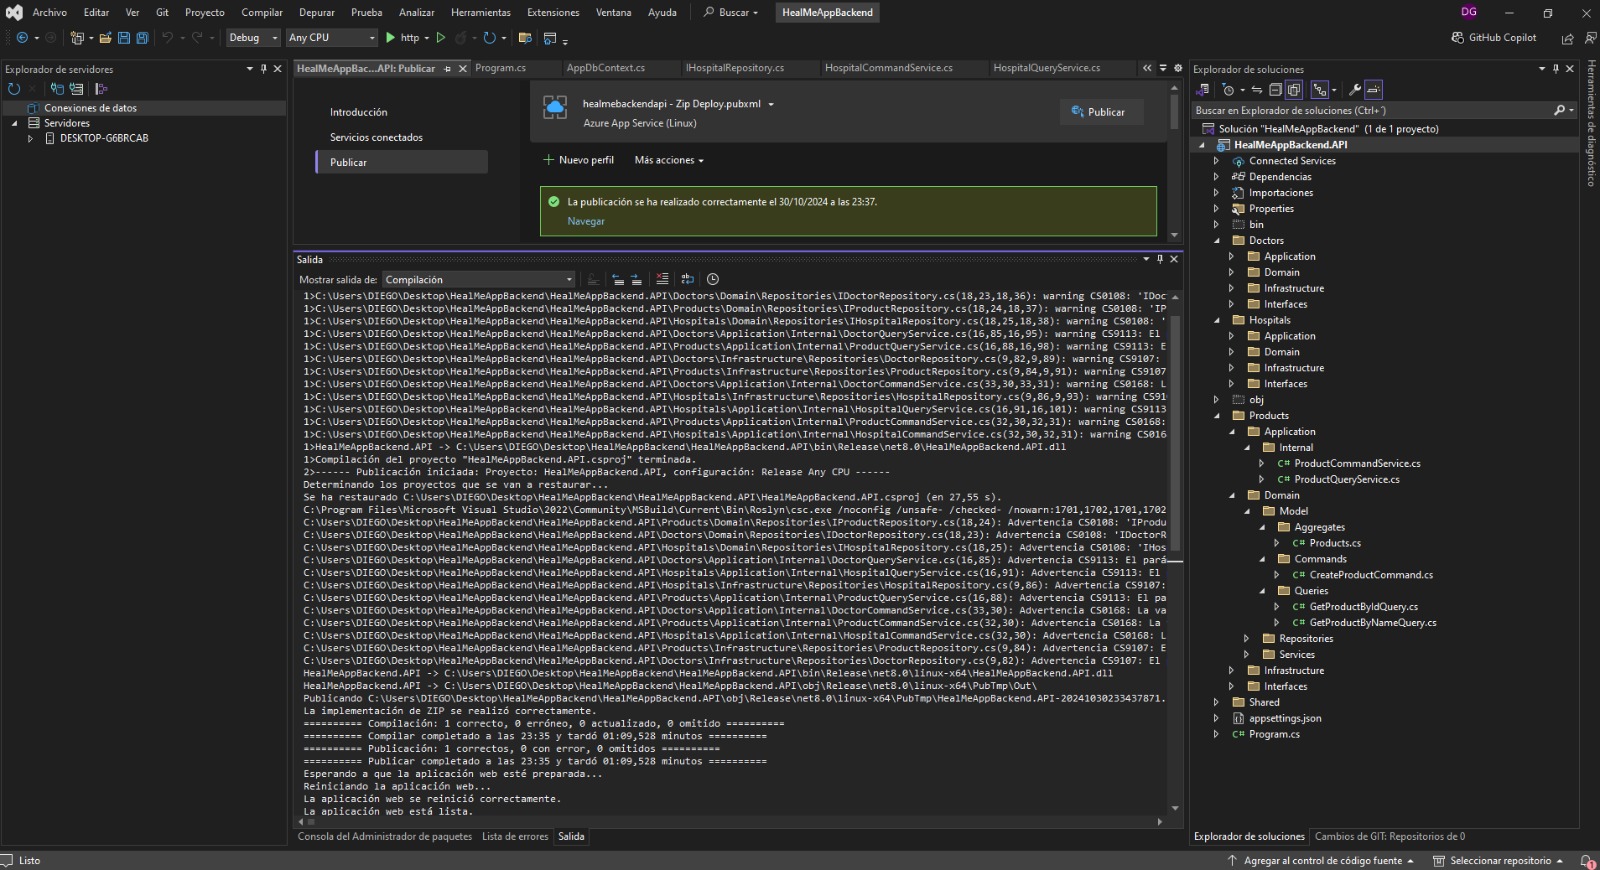 Archivo Editar Ver Git Proyecto Compilar Depurar Prueba Analizar Herramientas Extensiones Ventana Ayuda Buscar HealMeAppBackend DG
Debug Any CPU http GitHub Copilot
Explorador de servidores
Conexiones de datos
Servidores
DESKTOP-G6BRCAB
HealMeAppBac...API: Publicar Program.cs AppDbContext.cs IHospitalRepository.cs HospitalCommandService.cs HospitalQueryService.cs
Introducción
Servicios conectados
Publicar
healmebackendapi - Zip Deploy.pubxml
Azure App Service (Linux)
Publicar
Nuevo perfil Más acciones
La publicación se ha realizado correctamente el 30/10/2024 a las 23:37.
Navegar
Salida
Mostrar salida de: Compilación
1>C:\Users\DIEGO\Desktop\HealMeAppBackend\HealMeAppBackend.API\Doctors\Domain\Repositories\IDoctorRepository.cs(18,23,18,36): warning CS0108: 'IDoc
1>C:\Users\DIEGO\Desktop\HealMeAppBackend\HealMeAppBackend.API\Products\Domain\Repositories\IProductRepository.cs(18,24,18,37): warning CS0108: 'IP
1>C:\Users\DIEGO\Desktop\HealMeAppBackend\HealMeAppBackend.API\Hospitals\Domain\Repositories\IHospitalRepository.cs(18,25,18,38): warning CS0108: '
1>C:\Users\DIEGO\Desktop\HealMeAppBackend\HealMeAppBackend.API\Doctors\Application\Internal\DoctorQueryService.cs(16,85,16,95): warning CS9113: El
1>C:\Users\DIEGO\Desktop\HealMeAppBackend\HealMeAppBackend.API\Products\Application\Internal\ProductQueryService.cs(16,88,16,98): warning CS9113: E
1>C:\Users\DIEGO\Desktop\HealMeAppBackend\HealMeAppBackend.API\Doctors\Infrastructure\Repositories\DoctorRepository.cs(9,82,9,89): warning CS9107:
1>C:\Users\DIEGO\Desktop\HealMeAppBackend\HealMeAppBackend.API\Products\Infrastructure\Repositories\ProductRepository.cs(9,84,9,91): warning CS9107
1>C:\Users\DIEGO\Desktop\HealMeAppBackend\HealMeAppBackend.API\Doctors\Application\Internal\DoctorCommandService.cs(33,30,33,31): warning CS0168: L
1>C:\Users\DIEGO\Desktop\HealMeAppBackend\HealMeAppBackend.API\Hospitals\Infrastructure\Repositories\HospitalRepository.cs(9,86,9,93): warning CS91
1>C:\Users\DIEGO\Desktop\HealMeAppBackend\HealMeAppBackend.API\Hospitals\Application\Internal\HospitalQueryService.cs(16,91,16,101): warning CS9113
1>C:\Users\DIEGO\Desktop\HealMeAppBackend\HealMeAppBackend.API\Products\Application\Internal\ProductCommandService.cs(32,30,32,31): warning CS0168:
1>C:\Users\DIEGO\Desktop\HealMeAppBackend\HealMeAppBackend.API\Hospitals\Application\Internal\HospitalCommandService.cs(32,30,32,31): warning CS016
1>HealMeAppBackend.API -> C:\Users\DIEGO\Desktop\HealMeAppBackend\HealMeAppBackend.API\bin\Release\net8.0\HealMeAppBackend.API.dll
1>Compilación del proyecto "HealMeAppBackend.API.csproj" terminada.
2>------ Publicación iniciada: Proyecto: HealMeAppBackend.API, configuración: Release Any CPU ------
Determinando los proyectos que se van a restaurar...
Se ha restaurado C:\Users\DIEGO\Desktop\HealMeAppBackend\HealMeAppBackend.API\HealMeAppBackend.API.csproj (en 27,55 s).
C:\Program Files\Microsoft Visual Studio\2022\Community\MSBuild\Current\Bin\Roslyn\csc.exe /noconfig /unsafe- /checked- /nowarn:1701,1702,1701,1702
C:\Users\DIEGO\Desktop\HealMeAppBackend\HealMeAppBackend.API\Products\Domain\Repositories\IProductRepository.cs(18,24): Advertencia CS0108: 'IProdu
C:\Users\DIEGO\Desktop\HealMeAppBackend\HealMeAppBackend.API\Doctors\Domain\Repositories\IDoctorRepository.cs(18,23): Advertencia CS0108: 'IDoctorR
C:\Users\DIEGO\Desktop\HealMeAppBackend\HealMeAppBackend.API\Hospitals\Domain\Repositories\IHospitalRepository.cs(18,25): Advertencia CS0108: 'IHos
C:\Users\DIEGO\Desktop\HealMeAppBackend\HealMeAppBackend.API\Doctors\Application\Internal\DoctorQueryService.cs(16,85): Advertencia CS9113: El pará
C:\Users\DIEGO\Desktop\HealMeAppBackend\HealMeAppBackend.API\Hospitals\Application\Internal\HospitalQueryService.cs(16,91): Advertencia CS9113: El
C:\Users\DIEGO\Desktop\HealMeAppBackend\HealMeAppBackend.API\Hospitals\Infrastructure\Repositories\HospitalRepository.cs(9,86): Advertencia CS9107:
C:\Users\DIEGO\Desktop\HealMeAppBackend\HealMeAppBackend.API\Products\Application\Internal\ProductQueryService.cs(16,88): Advertencia CS9113: El pa
C:\Users\DIEGO\Desktop\HealMeAppBackend\HealMeAppBackend.API\Doctors\Application\Internal\DoctorCommandService.cs(33,30): Advertencia CS0168: La va
C:\Users\DIEGO\Desktop\HealMeAppBackend\HealMeAppBackend.API\Products\Application\Internal\ProductCommandService.cs(32,30): Advertencia CS0168: La
C:\Users\DIEGO\Desktop\HealMeAppBackend\HealMeAppBackend.API\Hospitals\Application\Internal\HospitalCommandService.cs(32,30): Advertencia CS0168: L
C:\Users\DIEGO\Desktop\HealMeAppBackend\HealMeAppBackend.API\Products\Infrastructure\Repositories\ProductRepository.cs(9,84): Advertencia CS9107: E
C:\Users\DIEGO\Desktop\HealMeAppBackend\HealMeAppBackend.API\Doctors\Infrastructure\Repositories\DoctorRepository.cs(9,82): Advertencia CS9107: El
HealMeAppBackend.API -> C:\Users\DIEGO\Desktop\HealMeAppBackend\HealMeAppBackend.API\bin\Release\net8.0\linux-x64\HealMeAppBackend.API.dll
HealMeAppBackend.API -> C:\Users\DIEGO\Desktop\HealMeAppBackend\HealMeAppBackend.API\obj\Release\net8.0\linux-x64\PubTmp\Out\
Publicando C:\Users\DIEGO\Desktop\HealMeAppBackend\HealMeAppBackend.API\obj\Release\net8.0\linux-x64\PubTmp\HealMeAppBackend.API-20241030233437871.
La implementación de ZIP se realizó correctamente.
========== Compilación: 1 correcto, 0 erróneo, 0 actualizado, 0 omitido ==========
========== Compilar completado a las 23:35 y tardó 01:09,528 minutos ==========
========== Publicación: 1 correctos, 0 con error, 0 omitidos ==========
========== Publicar completado a las 23:35 y tardó 01:09,528 minutos ==========
Esperando a que la aplicación web esté preparada...
Reiniciando la aplicación web...
La aplicación web se reinició correctamente.
La aplicación web está lista.
Consola del Administrador de paquetes Lista de errores Salida
Explorador de soluciones
Buscar en Explorador de soluciones (Ctrl+´)
Solución "HealMeAppBackend" (1 de 1 proyecto)
HealMeAppBackend.API
Connected Services
Dependencias
Importaciones
Properties
bin
Doctors
Application
Domain
Infrastructure
Interfaces
Hospitals
Application
Domain
Infrastructure
Interfaces
obj
Products
Application
Internal
C# ProductCommandService.cs
C# ProductQueryService.cs
Domain
Model
Aggregates
C# Products.cs
Commands
C# CreateProductCommand.cs
Queries
C# GetProductByIdQuery.cs
C# GetProductByNameQuery.cs
Repositories
Services
Infrastructure
Interfaces
Shared
appsettings.json
C# Program.cs
Explorador de soluciones Cambios de GIT: Repositorios de 0
Herramientas de diagnóstico
Listo Agregar al control de código fuente Seleccionar repositorio 1